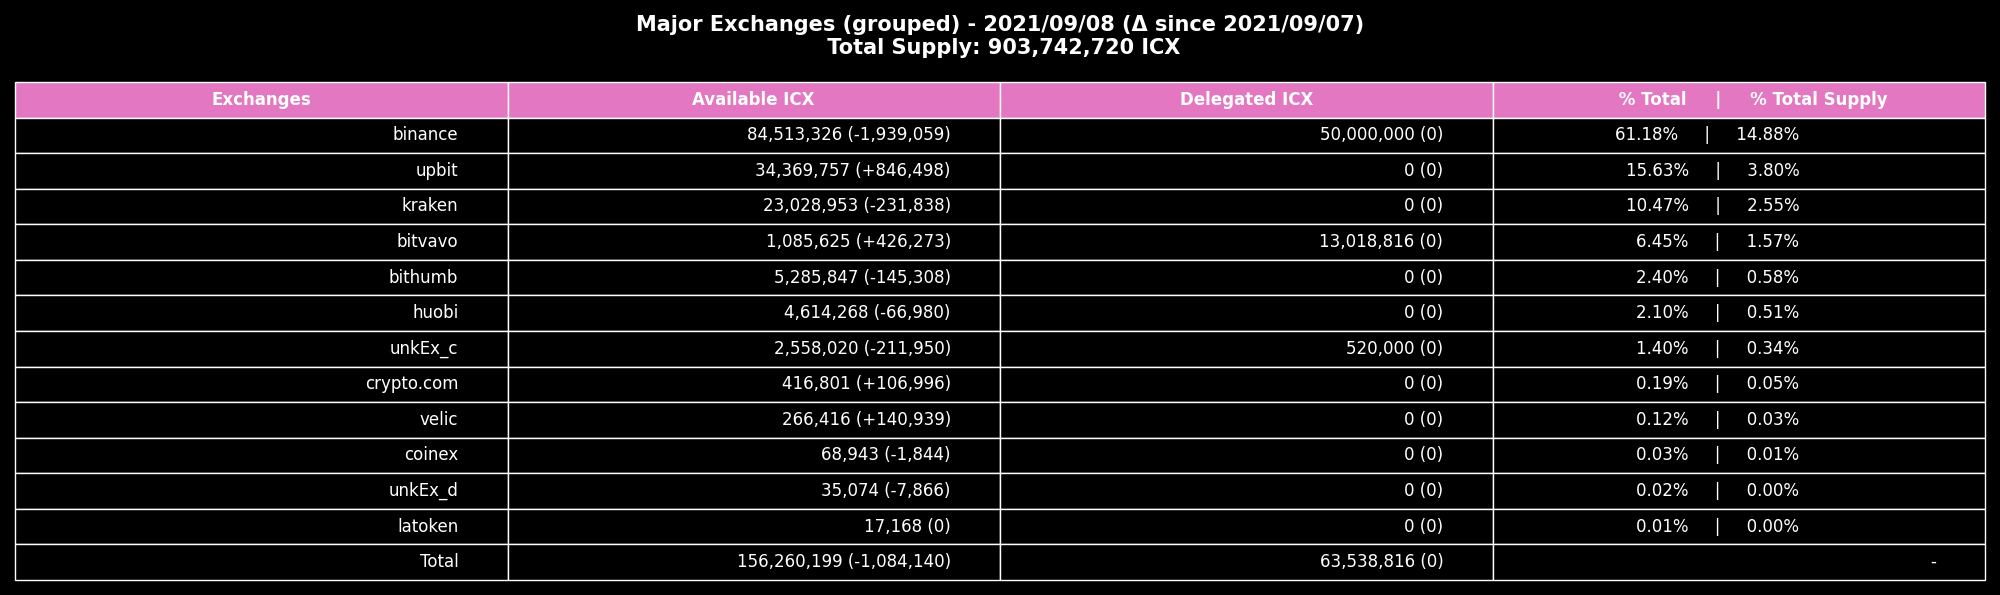 Major Exchanges (grouped) - 2021/09/08 (Δ since 2021/09/07)
Total Supply: 903,742,720 ICX
Exchanges Available ICX Delegated ICX % Total | % Total Supply
binance 84,513,326 (-1,939,059) 50,000,000 (0) 61.18% | 14.88%
upbit 34,369,757 (+846,498) 0 (0) 15.63% | 3.80%
kraken 23,028,953 (-231,838) 0 (0) 10.47% | 2.55%
bitvavo 1,085,625 (+426,273) 13,018,816 (0) 6.45% | 1.57%
bithumb 5,285,847 (-145,308) 0 (0) 2.40% | 0.58%
huobi 4,614,268 (-66,980) 0 (0) 2.10% | 0.51%
unkEx_c 2,558,020 (-211,950) 520,000 (0) 1.40% | 0.34%
crypto.com 416,801 (+106,996) 0 (0) 0.19% | 0.05%
velic 266,416 (+140,939) 0 (0) 0.12% | 0.03%
coinex 68,943 (-1,844) 0 (0) 0.03% | 0.01%
unkEx_d 35,074 (-7,866) 0 (0) 0.02% | 0.00%
latoken 17,168 (0) 0 (0) 0.01% | 0.00%
Total 156,260,199 (-1,084,140) 63,538,816 (0) -